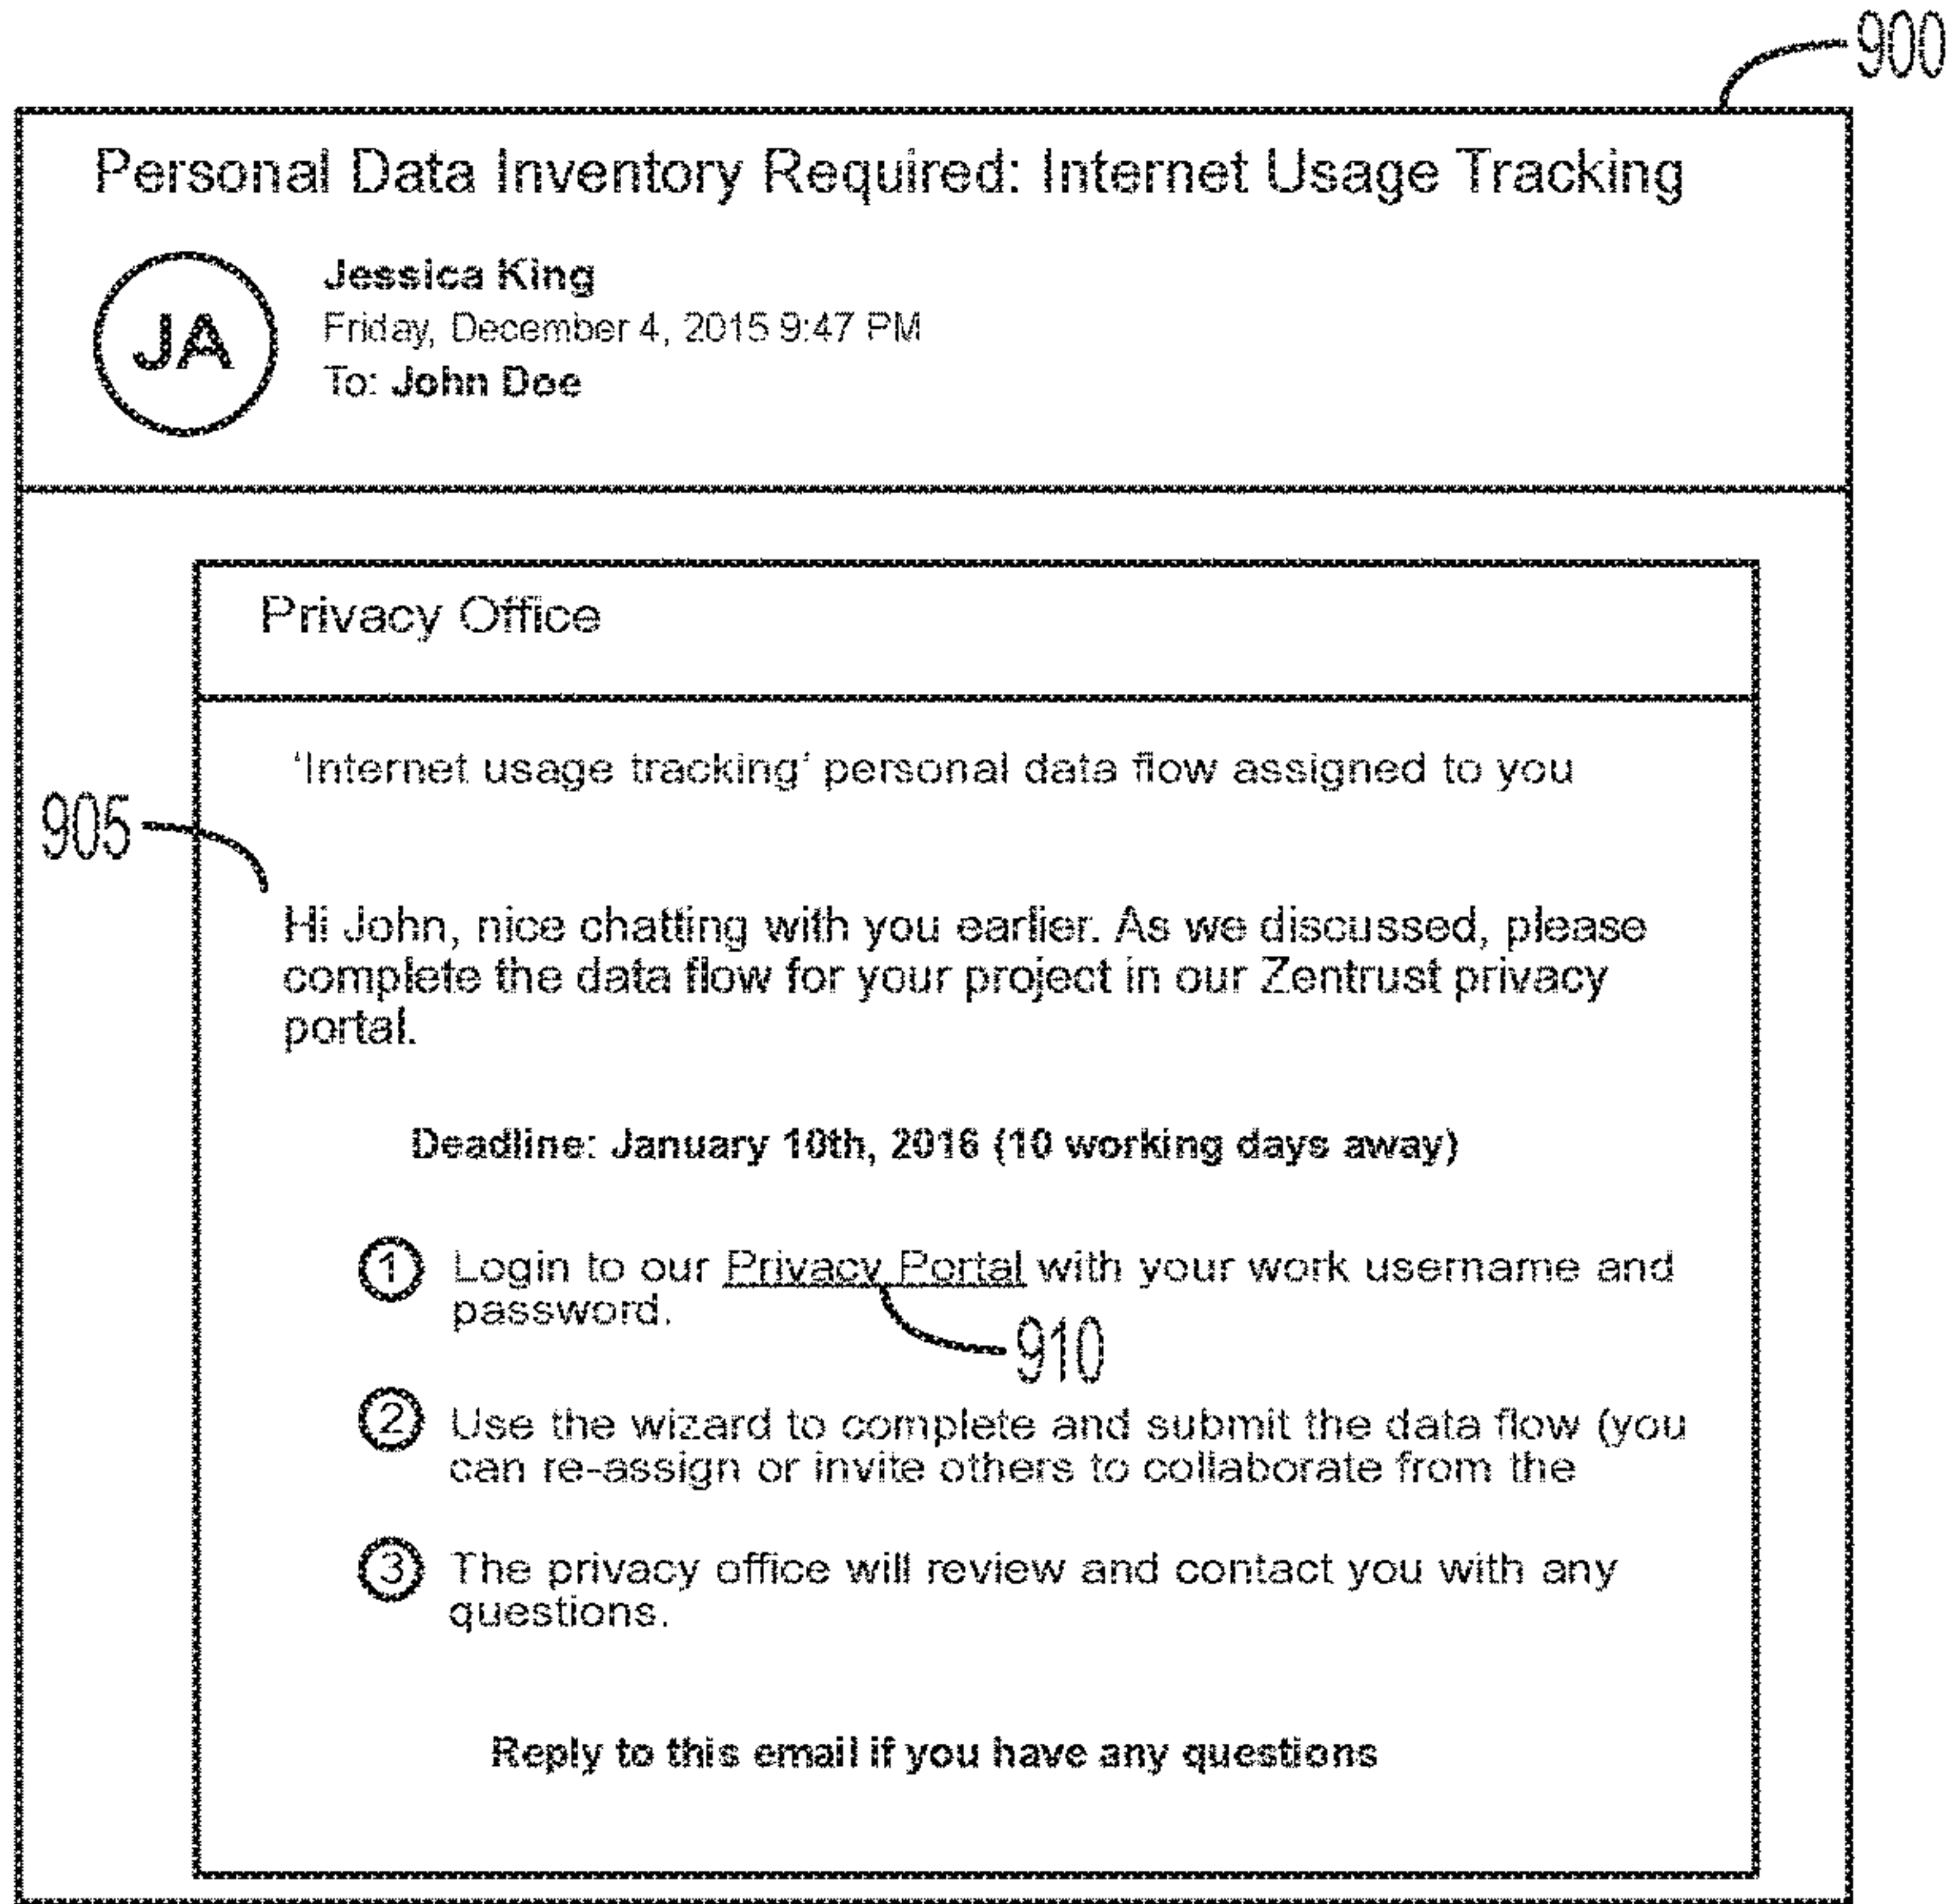 900
Personal Data Inventory Required: Internet Usage Tracking
JA
Jessica King
Friday, December 4, 2015 9:47 PM
To: John Doe
Privacy Office
'Internet usage tracking' personal data flow assigned to you
905
Hi John, nice chatting with you earlier. As we discussed, please
complete the data flow for your project in our Zentrust privacy
portal.
Deadline: January 10th, 2016 (10 working days away)
1 Login to our Privacy Portal with your work username and
password.
910
2 Use the wizard to complete and submit the data flow (you
can re-assign or invite others to collaborate from the
3 The privacy office will review and contact you with any
questions.
Reply to this email if you have any questions